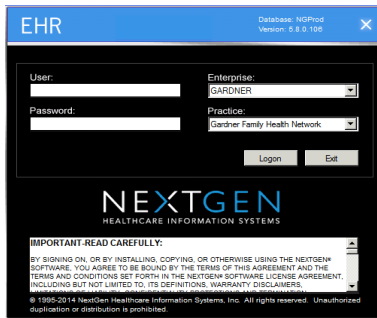 EHR
Database: NGProd
Version: 5.8.0.106
User:
Enterprise:
GARDNER
Password:
Practice:
Gardner Family Health Network
Logon
Exit
NEXTGEN
HEALTHCARE INFORMATION SYSTEMS
IMPORTANT-READ CAREFULLY:
BY SIGNING ON, OR BY INSTALLING, COPYING, OR OTHERWISE USING THE NEXTGEN®
SOFTWARE, YOU AGREE TO BE BOUND BY THE TERMS OF THIS AGREEMENT AND THE
TERMS AND CONDITIONS SET FORTH IN THE NEXTGEN® SOFTWARE LICENSE AGREEMENT,
INCLUDING BUT NOT LIMITED TO, ITS DEFINITIONS, WARRANTY DISCLAIMERS,
© 1995-2014 NextGen Healthcare Information Systems, Inc. All rights reserved. Unauthorized
duplication or distribution is prohibited.